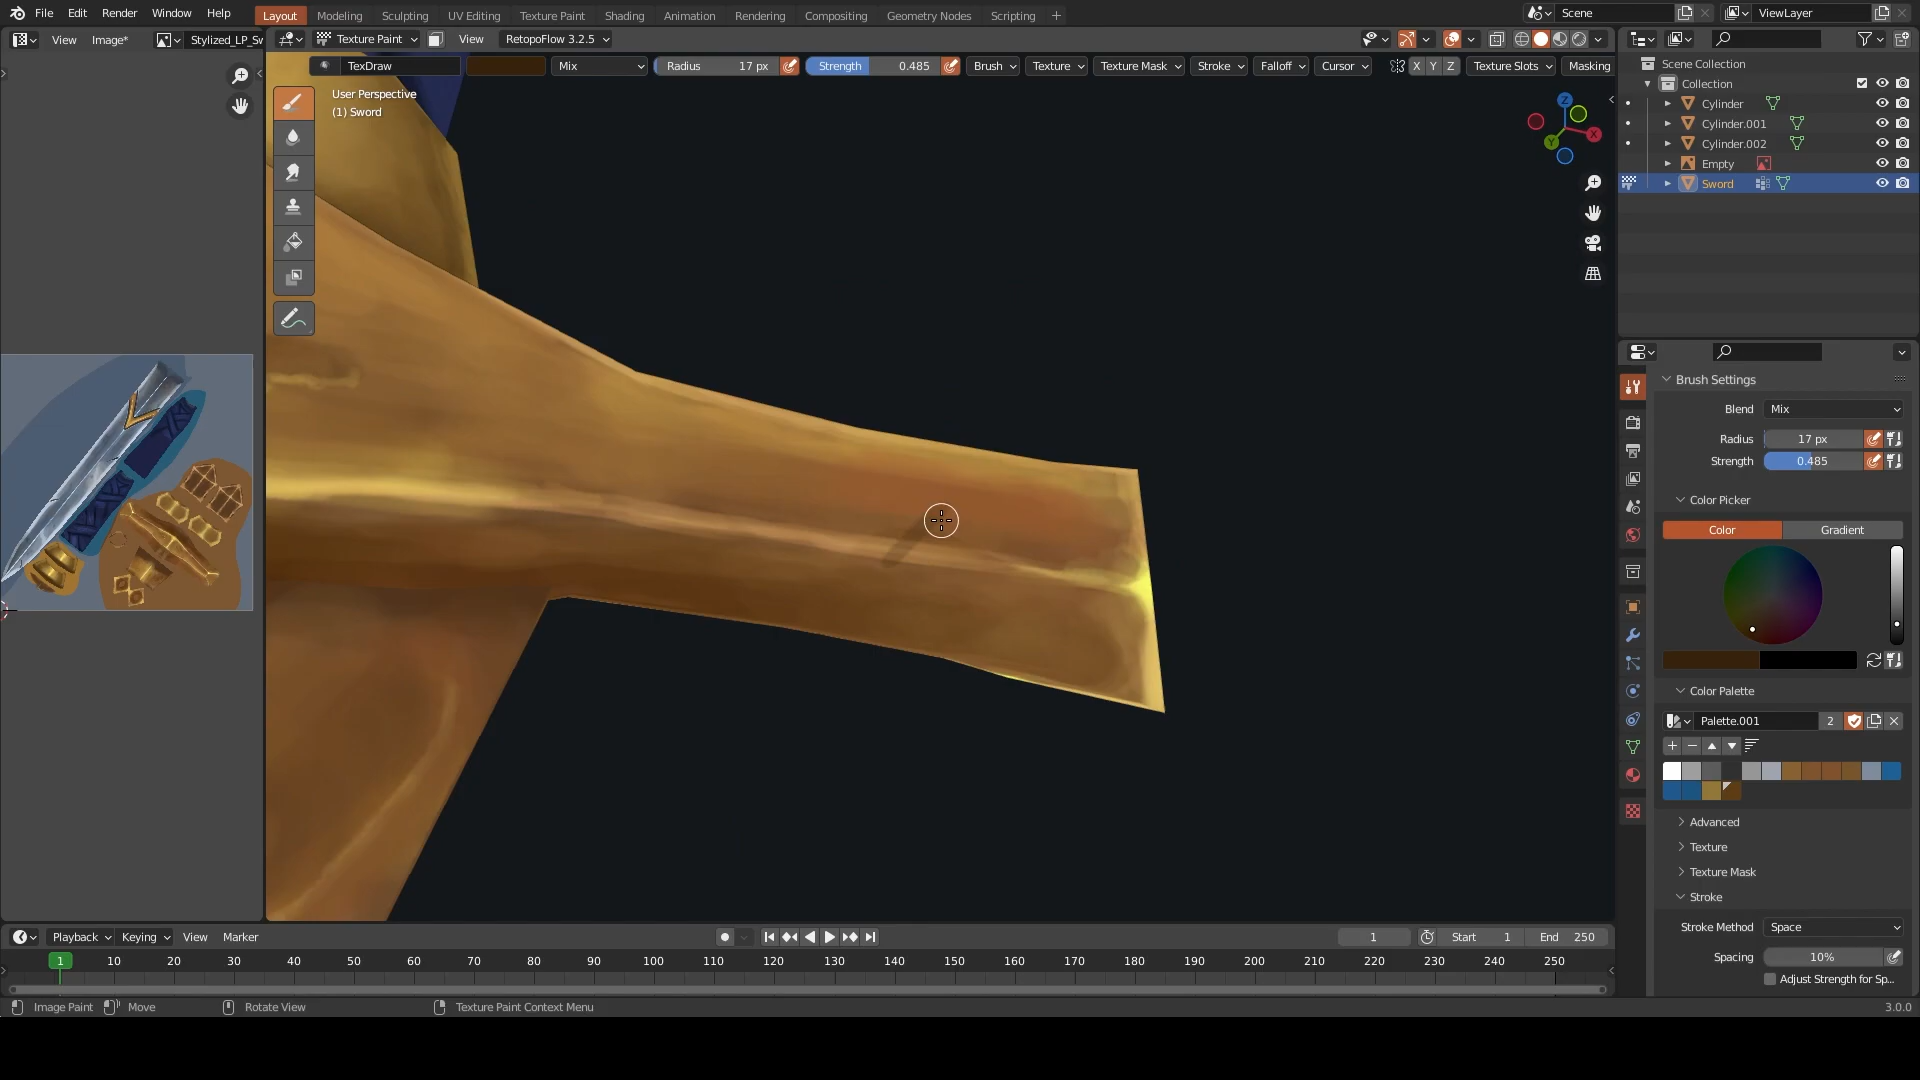 File Edit Render Window Help
Layout Modeling Sculpting UV Editing Texture Paint Shading Animation Rendering Compositing Geometry Nodes Scripting +
Scene
ViewLayer
View Image* Stylized_LP_Sw
Texture Paint View RetopoFlow 3.2.5
TexDraw Mix Radius 17 px Strength 0.485 Brush Texture Texture Mask Stroke Falloff Cursor X Y Z Texture Slots Masking
User Perspective
(1) Sword
Z
X
Y
Scene Collection
Collection
Cylinder
Cylinder.001
Cylinder.002
Empty
Sword
Brush Settings
Blend Mix
Radius 17 px
Strength 0.485
Color Picker
Color Gradient
Color Palette
Palette.001 2
Advanced
Texture
Texture Mask
Stroke
Stroke Method Space
Spacing 10%
Adjust Strength for Sp...
Playback Keying View Marker
1 Start 1 End 250
1 10 20 30 40 50 60 70 80 90 100 110 120 130 140 150 160 170 180 190 200 210 220 230 240 250
Image Paint Move Rotate View Texture Paint Context Menu 3.0.0